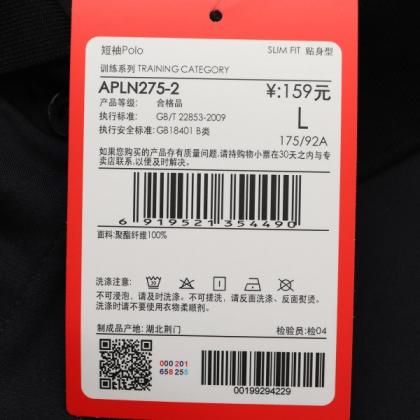 短袖Polo
SLIM FIT 贴身型
训练系列 TRAINING CATEGORY
APLN275-2
¥:159元
产品等级: 合格品
执行标准: GB/T 22853-2009
L
执行安全标准: GB18401 B类
175/92A
如果您购买的产品存有质量问题,请持购物小票在30天之内与专
卖店联系,以便及时解决。
6 919521 354490
面料:聚酯纤维100%
洗涤注意:
不可浸泡,请及时洗涤。不可搓洗,请反面洗涤、反面熨烫。
洗涤时请不要使用衣物柔顺剂。
制成品产地: 湖北荆门
检验员: 检04
000 201
658 255
00199294229